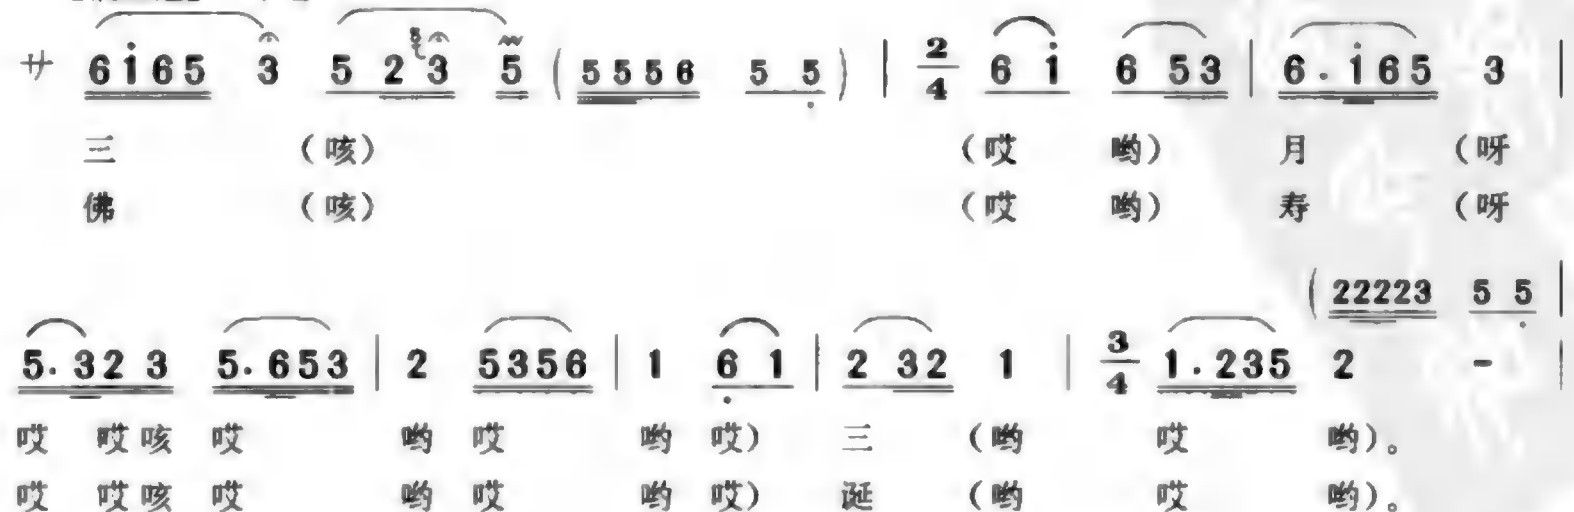 サ 6i65 3 5 23 5 ( 5556 5 5 ) | 2/4 6 i 6 53 | 6.i65 3 |
三 (咳) (哎 哟) 月 (呀
佛 (咳) (哎 哟) 寿 (呀
( 22223 5 5 |
5.32 3 5.653 | 2 5356 | 1 6 1 | 2 32 1 | 3/4 1.235 2 - |
哎 哎咳 哎 哟 哎 哟 哎) 三 (哟 哎 哟)。
哎 哎咳 哎 哟 哎 哟 哎) 诞 (哟 哎 哟)。